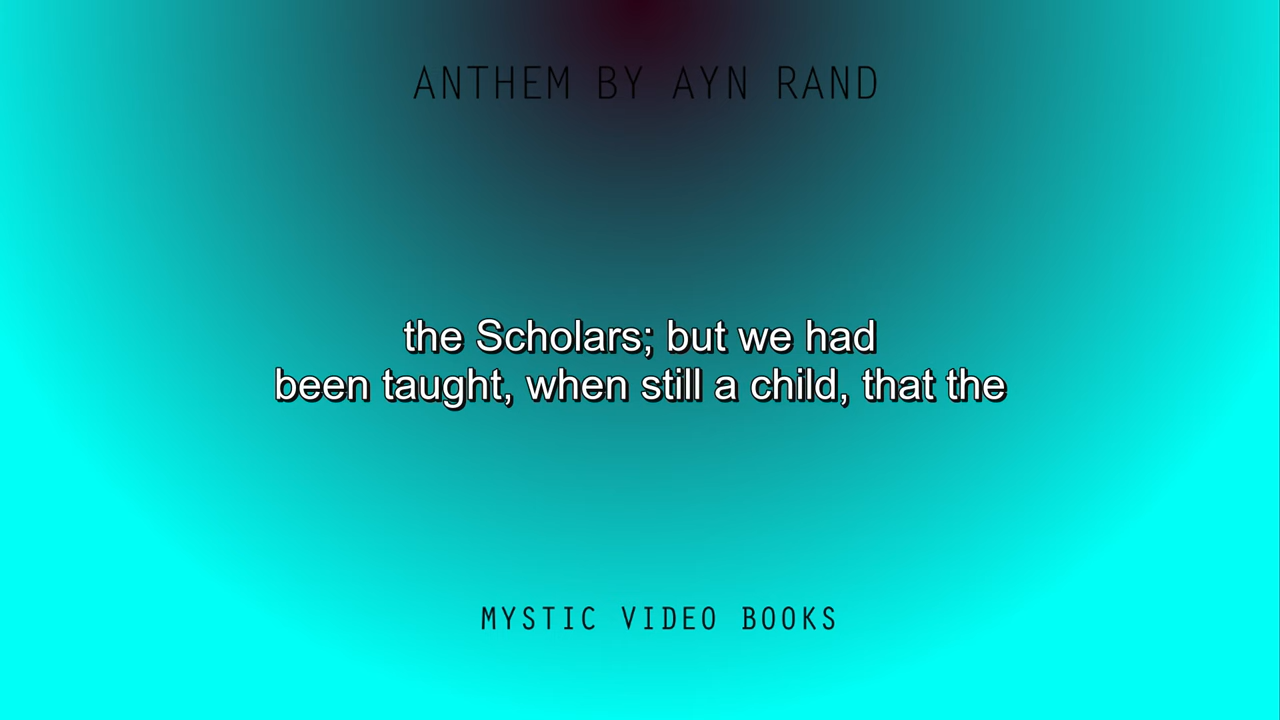 ANTHEM BY AYN RAND
the Scholars; but we had
been taught, when still a child, that the
MYSTIC VIDEO BOOKS